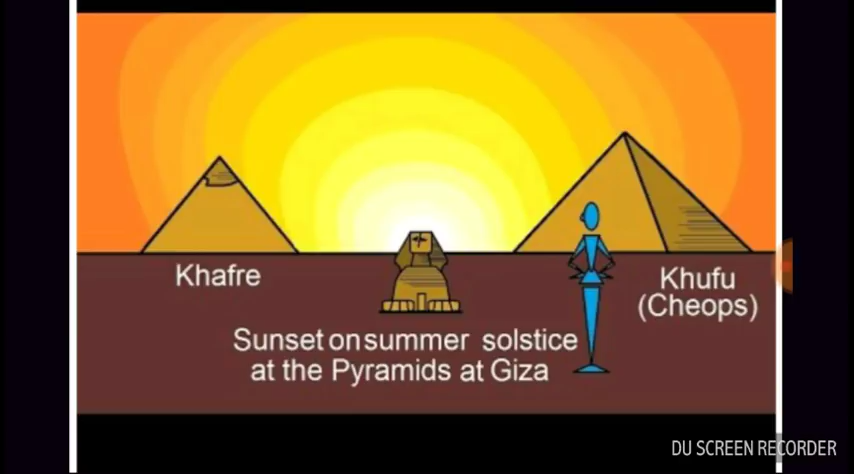 Khafre
Khufu
(Cheops)
Sunset on summer solstice
at the Pyramids at Giza
DU SCREEN RECORDER